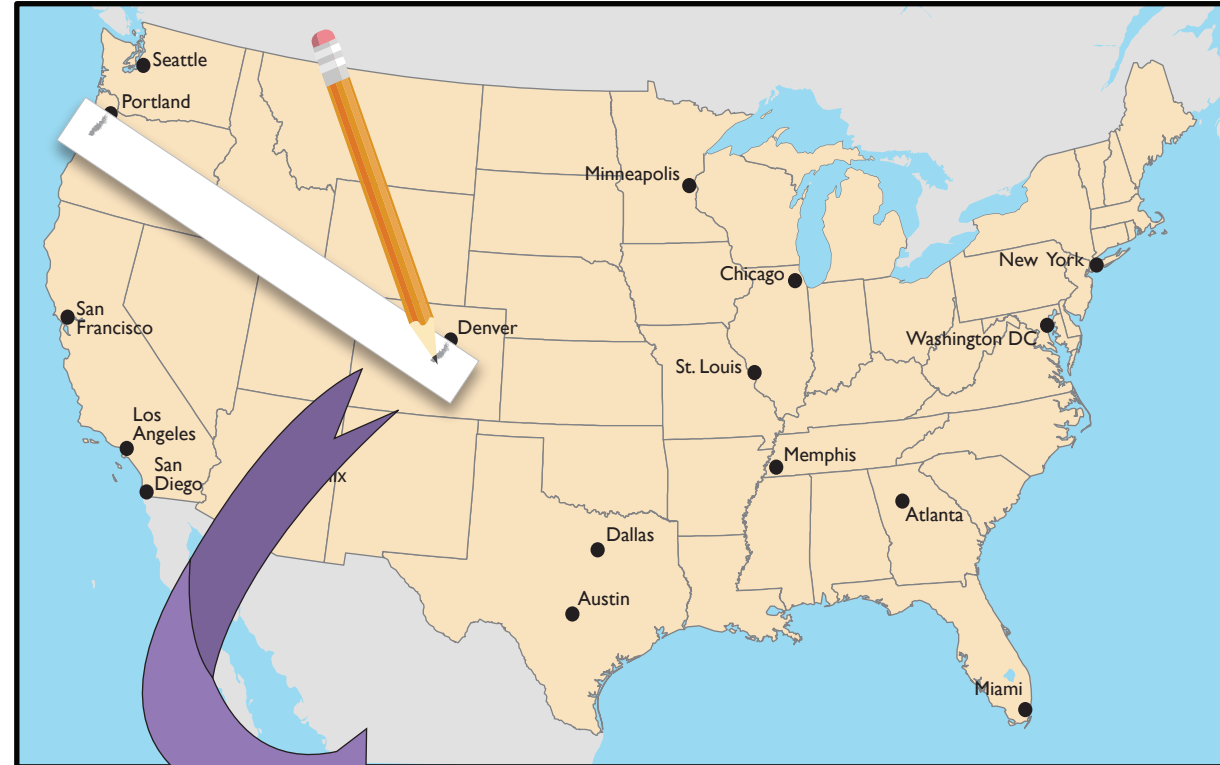 Seattle
Portland
Minneapolis
New York
Chicago
San
Francisco
Denver
Washington DC
St. Louis
Los
Angeles
San
Diego
Memphis
ix
Atlanta
Dallas
Austin
Miami